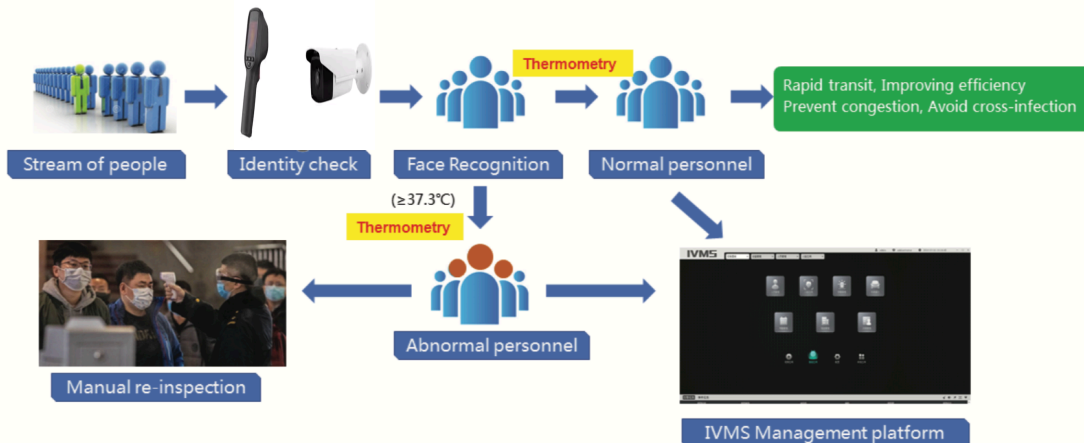 Thermometry
Rapid transit, Improving efficiency
Prevent congestion, Avoid cross-infection
Stream of people
Identity check
Face Recognition
Normal personnel
(≥37.3℃)
Thermometry
IVMS
Abnormal personnel
Manual re-inspection
IVMS Management platform